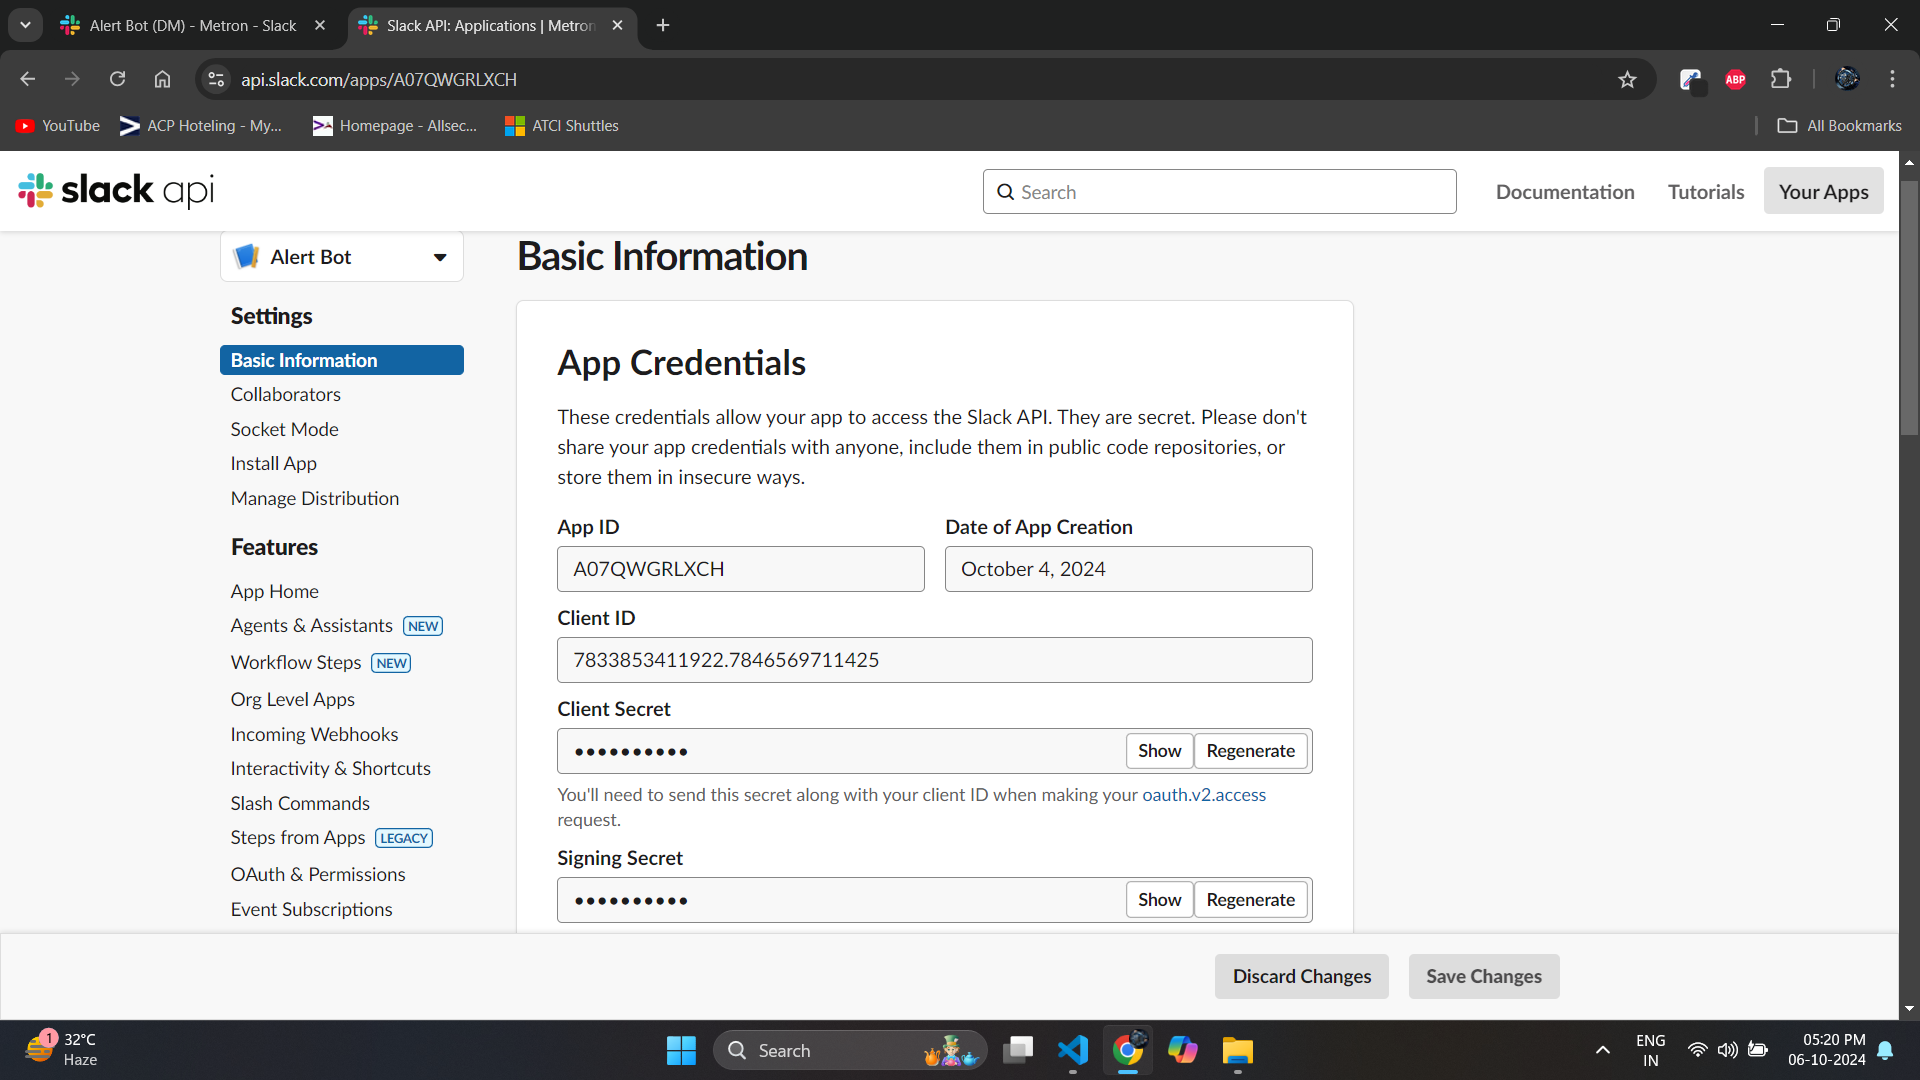 Alert Bot (DM) - Metron - Slack
Slack API: Applications | Metron
api.slack.com/apps/A07QWGRLXCH
ABP
YouTube
ACP Hoteling - My...
Homepage - Allsec...
ATCI Shuttles
All Bookmarks
slack api
Search
Documentation
Tutorials
Your Apps
Alert Bot
Settings
Basic Information
Collaborators
Socket Mode
Install App
Manage Distribution
Features
App Home
Agents & Assistants NEW
Workflow Steps NEW
Org Level Apps
Incoming Webhooks
Interactivity & Shortcuts
Slash Commands
Steps from Apps LEGACY
OAuth & Permissions
Event Subscriptions
Basic Information
App Credentials
These credentials allow your app to access the Slack API. They are secret. Please don't
share your app credentials with anyone, include them in public code repositories, or
store them in insecure ways.
App ID
A07QWGRLXCH
Date of App Creation
October 4, 2024
Client ID
7833853411922.7846569711425
Client Secret
••••••••••
Show
Regenerate
You'll need to send this secret along with your client ID when making your oauth.v2.access
request.
Signing Secret
••••••••••
Show
Regenerate
Discard Changes
Save Changes
1
32°C
Haze
Search
ENG
IN
05:20 PM
06-10-2024